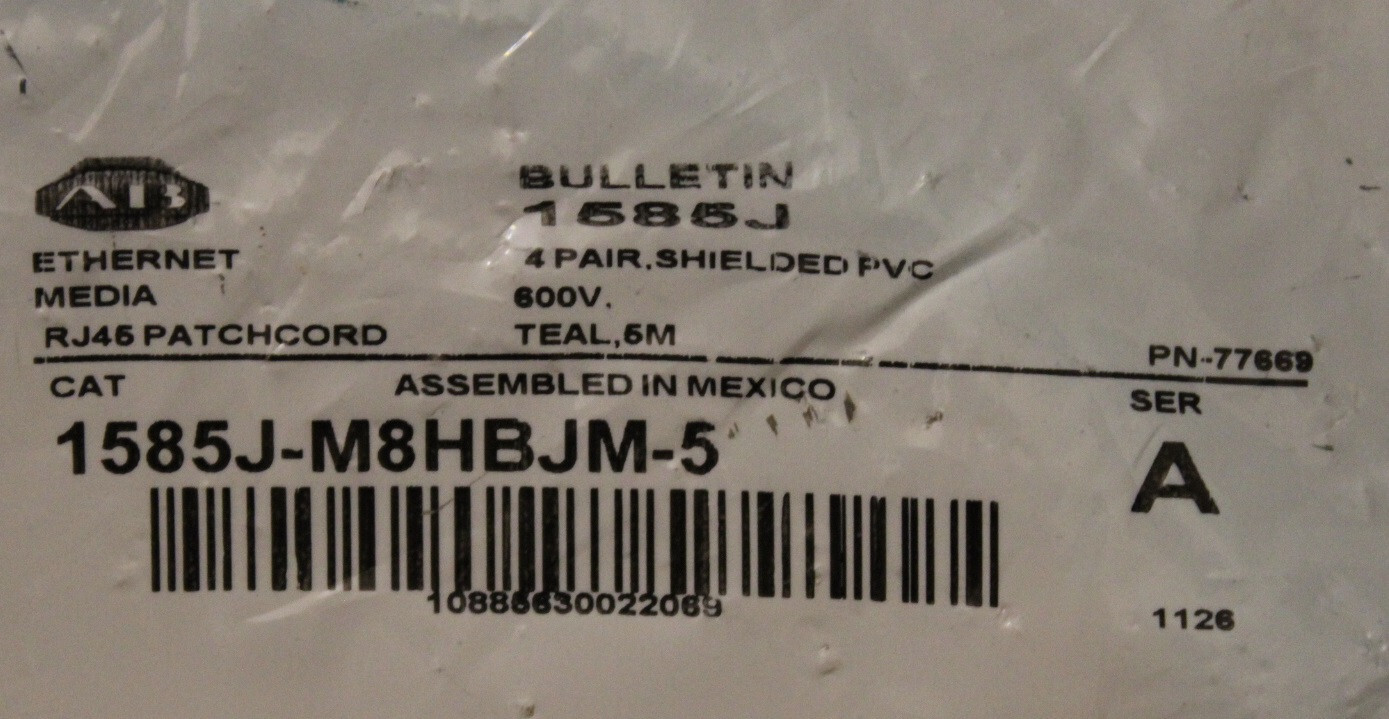 AB
BULLETIN
1585J
ETHERNET
MEDIA
RJ45 PATCHCORD
4 PAIR,SHIELDED PVC
600V.
TEAL,5M
PN-77669
CAT
ASSEMBLED IN MEXICO
SER
1585J-M8HBJM-5
A
10885630022069
1126